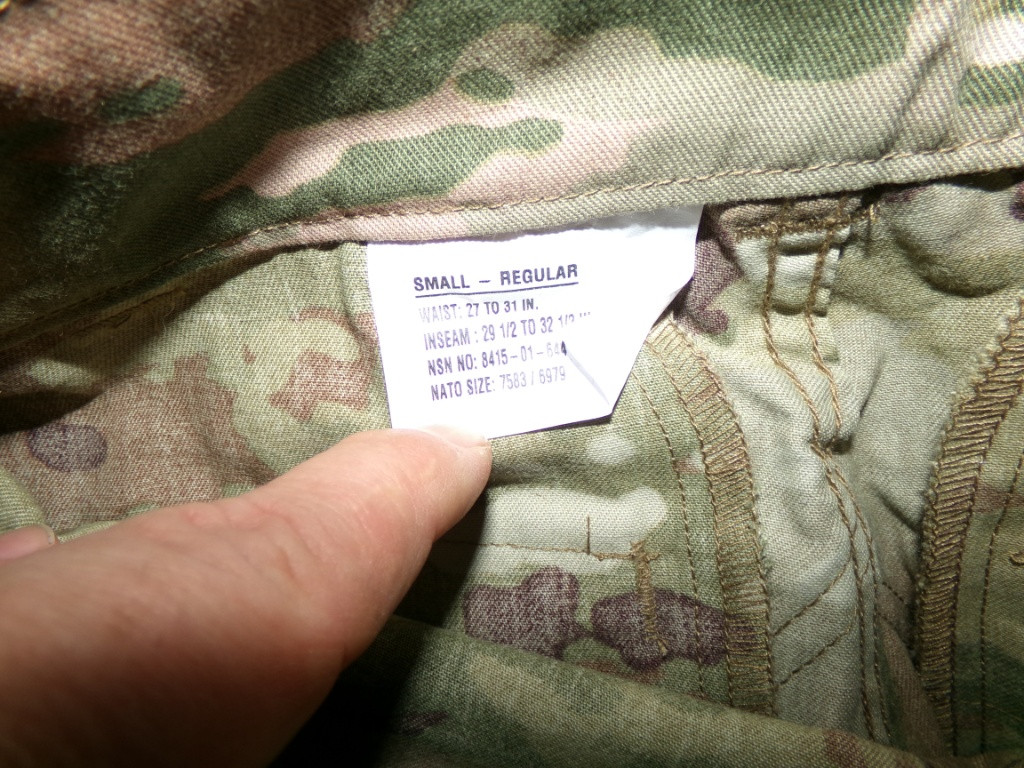 SMALL – REGULAR
WAIST: 27 TO 31 IN.
INSEAM : 29 1/2 TO 32 1/2
NSN NO: 8415-01-644
NATO SIZE: 7583 / 6979